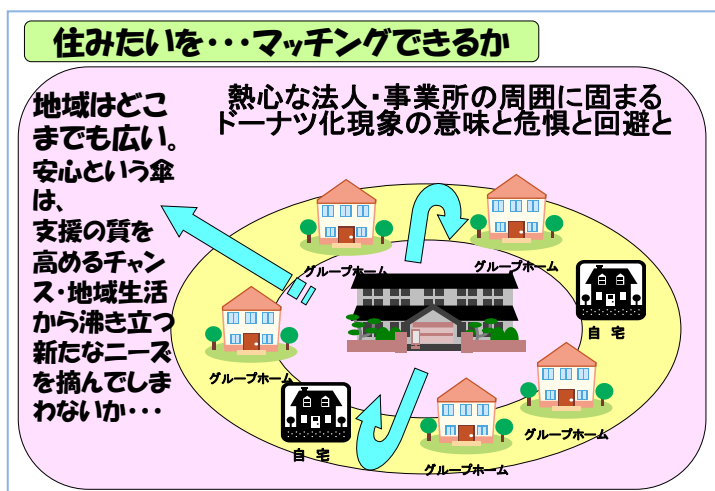 住みたいを・・・マッチングできるか
熱心な法人・事業所の周囲に固まる
ドーナツ化現象の意味と危惧と回避と
地域はどこ
までも広い。
安心という傘
は、
支援の質を
高めるチャン
ス・地域生活
から沸き立つ
新たなニーズ
を摘んでしま
わないか・・・
グループホーム
グループホーム
自 宅
グループホーム
グループホーム
自 宅
グループホーム